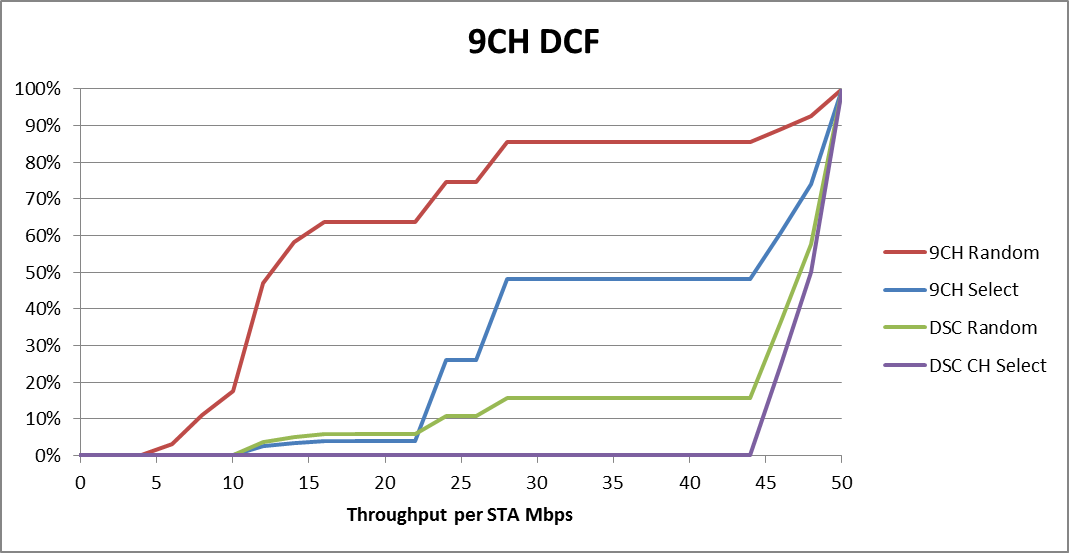 9CH DCF
100%
90%
80%
70%
60%
50%
40%
30%
20%
10%
0%
0 5 10 15 20 25 30 35 40 45 50
Throughput per STA Mbps
9CH Random
9CH Select
DSC Random
DSC CH Select